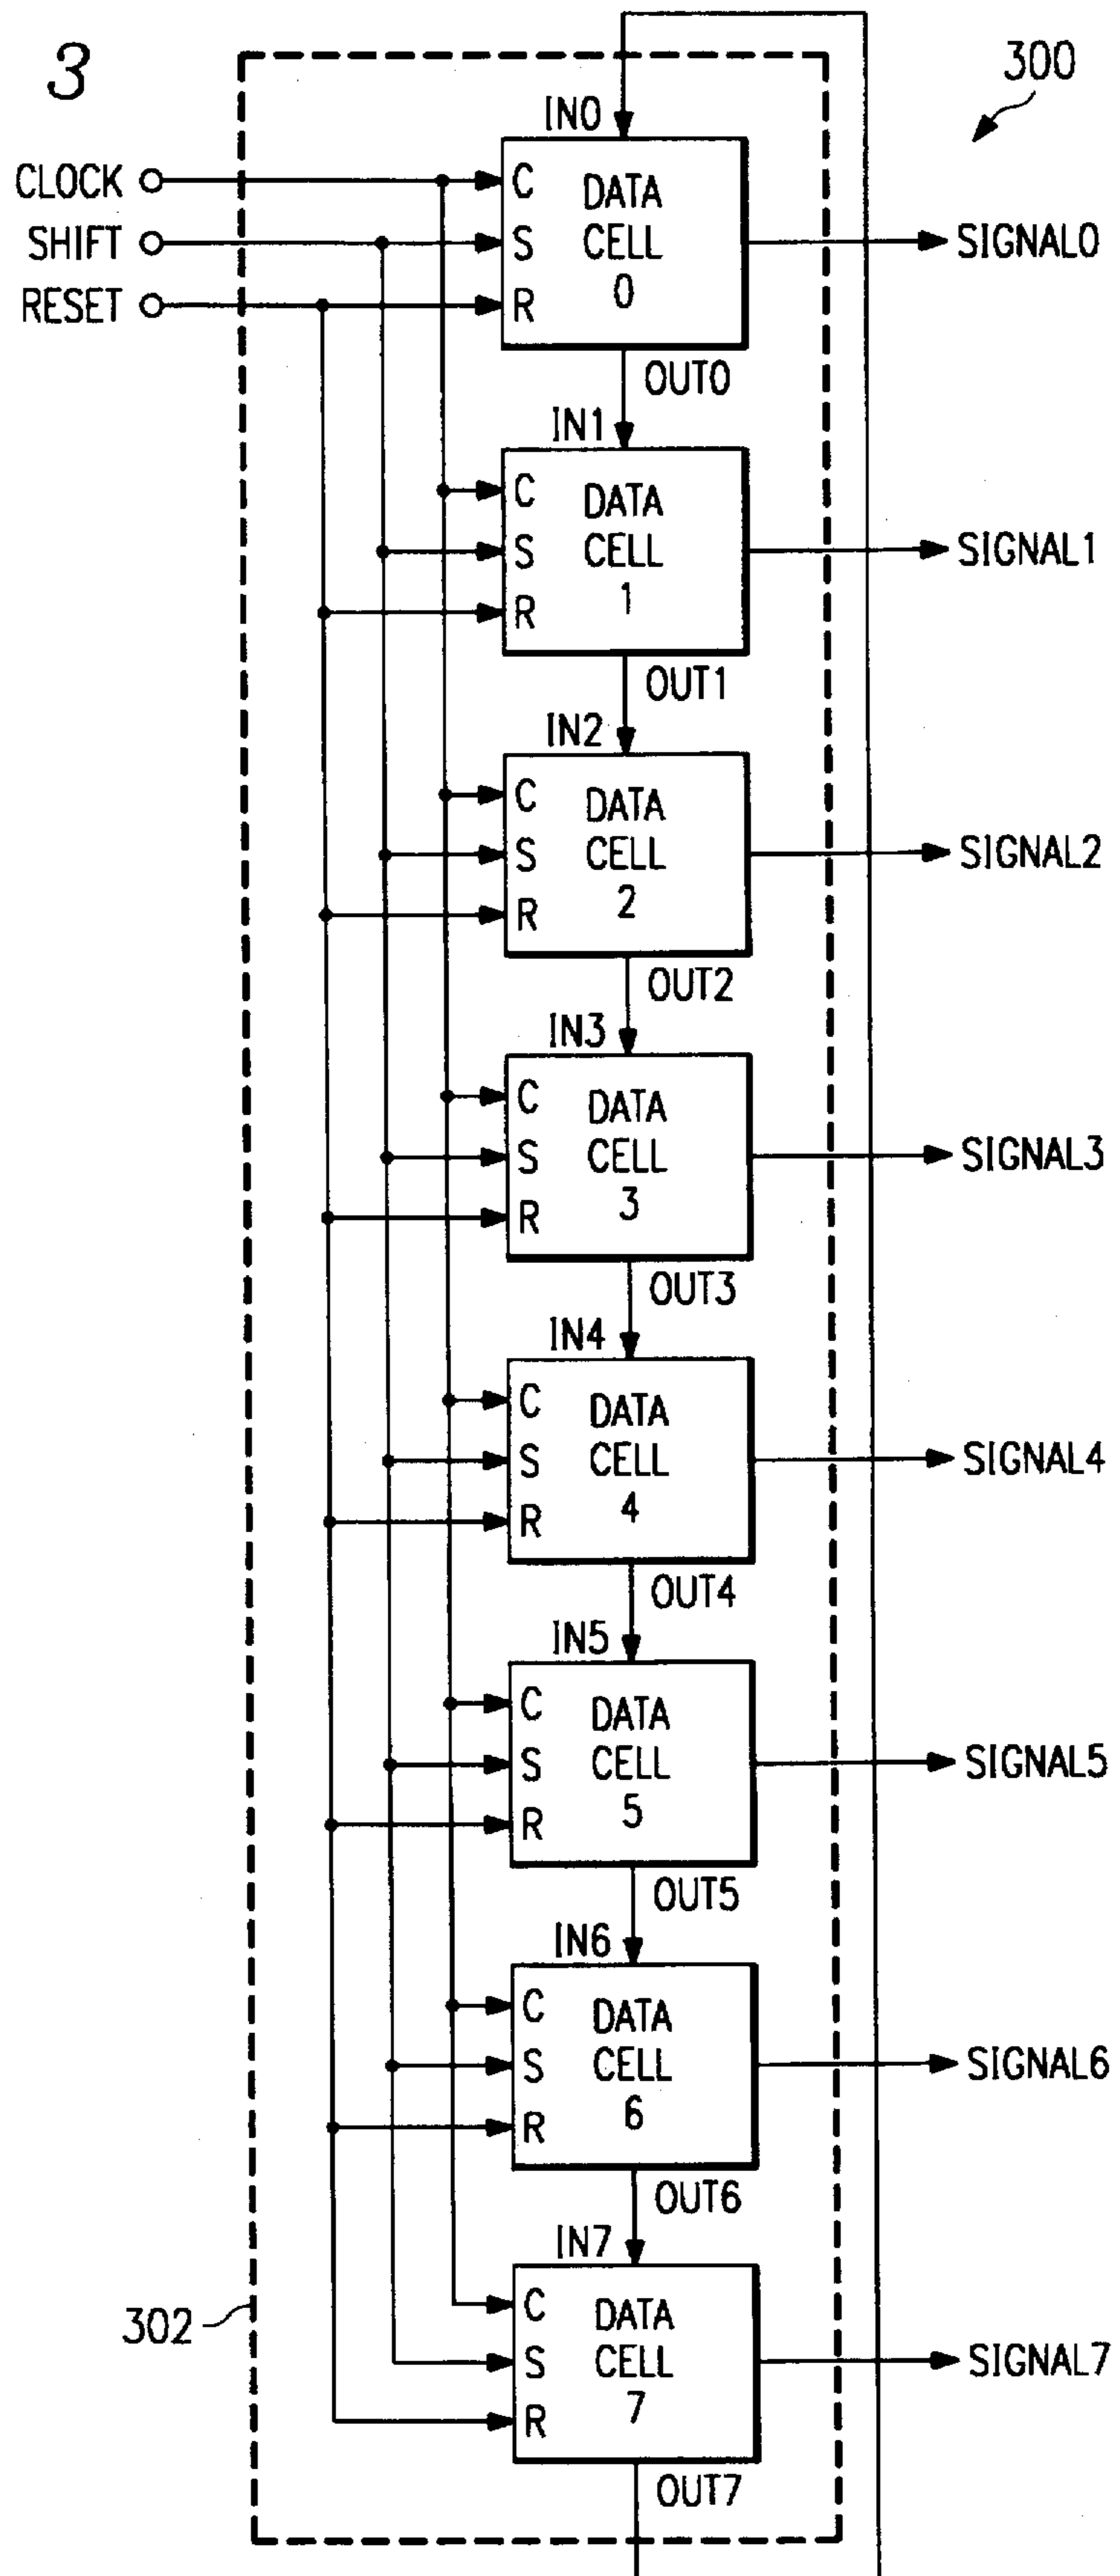 3
300
IN0
CLOCK
SHIFT
RESET
C
S
R
DATA
CELL
0
SIGNAL0
OUT0
IN1
C
S
R
DATA
CELL
1
SIGNAL1
OUT1
IN2
C
S
R
DATA
CELL
2
SIGNAL2
OUT2
IN3
C
S
R
DATA
CELL
3
SIGNAL3
OUT3
IN4
C
S
R
DATA
CELL
4
SIGNAL4
OUT4
IN5
C
S
R
DATA
CELL
5
SIGNAL5
OUT5
IN6
C
S
R
DATA
CELL
6
SIGNAL6
OUT6
IN7
C
S
R
DATA
CELL
7
SIGNAL7
302
OUT7